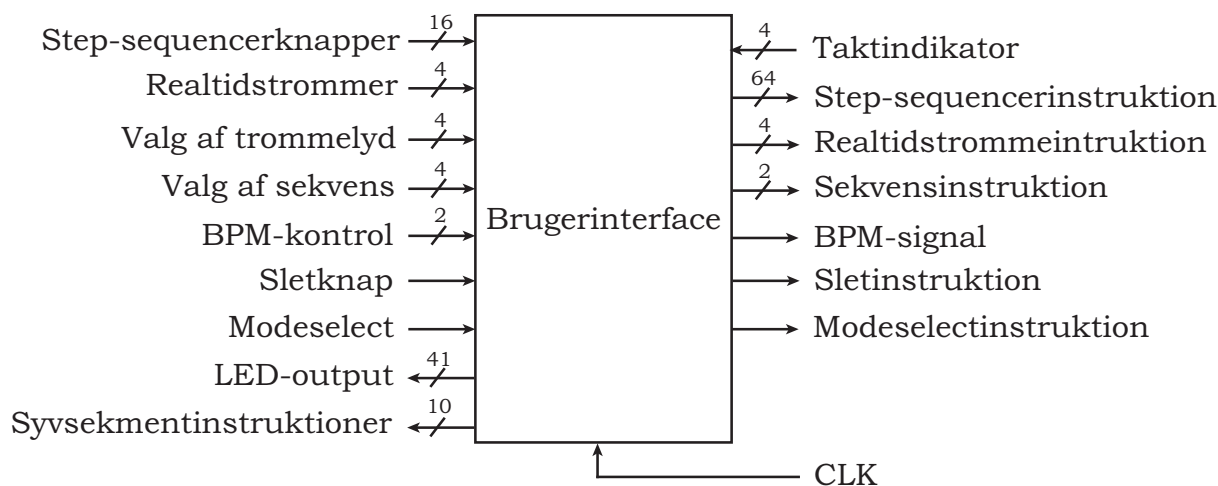 Step-sequencerknapper
16
Realtidstrommer
4
Valg af trommelyd
4
Valg af sekvens
4
BPM-kontrol
2
Sletknap
Modeselect
LED-output
41
Syvsekmentinstruktioner
10
Brugerinterface
4
Taktindikator
64
Step-sequencerinstruktion
4
Realtidstrommeintruktion
2
Sekvensinstruktion
BPM-signal
Sletinstruktion
Modeselectinstruktion
CLK